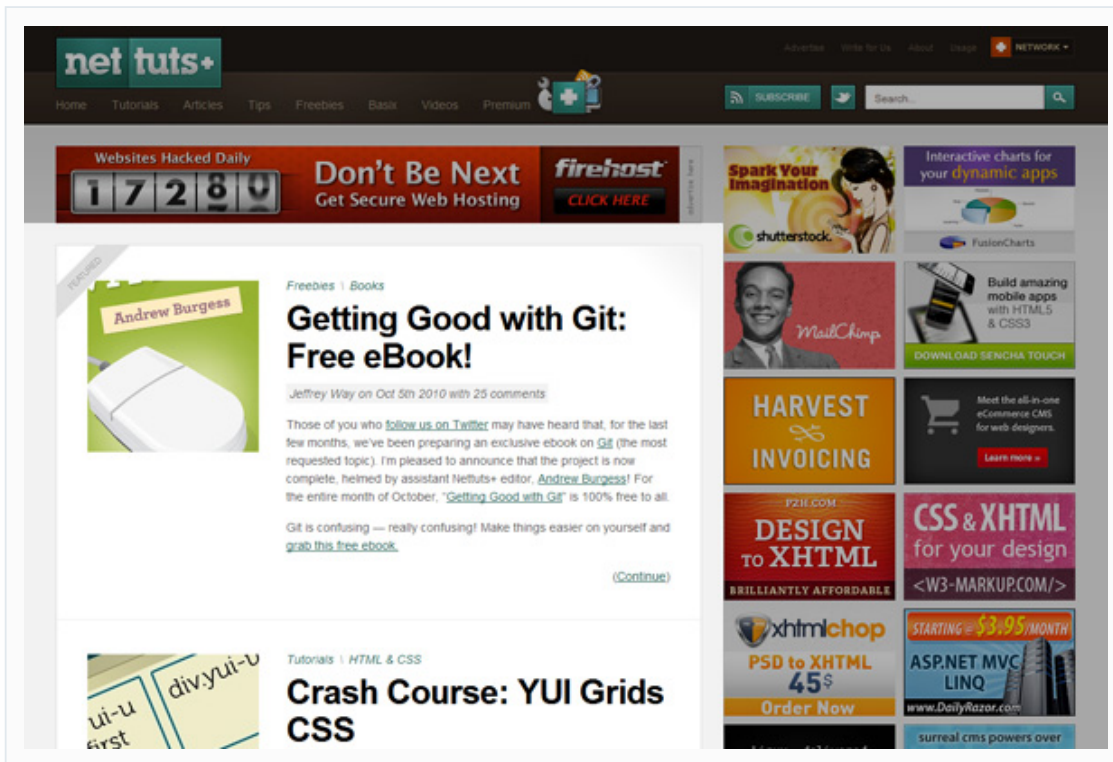 net tuts+
Advertise Write for Us About Usage NETWORK
Home Tutorials Articles Tips Freebies Basix Videos Premium
SUBSCRIBE
Search...
Websites Hacked Daily
17280
Don't Be Next
Get Secure Web Hosting
firehost
CLICK HERE
advertise here
Spark Your
Imagination
shutterstock.
Interactive charts for
your dynamic apps
FusionCharts
FEATURED
Andrew Burgess
Freebies \ Books
Getting Good with Git:
Free eBook!
Jeffrey Way on Oct 5th 2010 with 25 comments
Those of you who follow us on Twitter may have heard that, for the last
few months, we've been preparing an exclusive ebook on Git (the most
requested topic). I'm pleased to announce that the project is now
complete, helmed by assistant Nettuts+ editor, Andrew Burgess! For
the entire month of October, "Getting Good with Git" is 100% free to all.
Git is confusing — really confusing! Make things easier on yourself and
grab this free ebook.
(Continue)
MailChimp
Build amazing
mobile apps
with HTML5
& CSS3
DOWNLOAD SENCHA TOUCH
HARVEST
INVOICING
Meet the all-in-one
eCommerce CMS
for web designers.
Learn more »
P2H.COM
DESIGN
TO XHTML
BRILLIANTLY AFFORDABLE
CSS & XHTML
for your design
<W3-MARKUP.COM/>
xhtmlchop
PSD to XHTML
45$
Order Now
STARTING @ $3.95/MONTH
ASP.NET MVC
LINQ
www.DailyRazor.com
surreal cms powers over
yui-u
first
div.yui-u
Tutorials \ HTML & CSS
Crash Course: YUI Grids
CSS